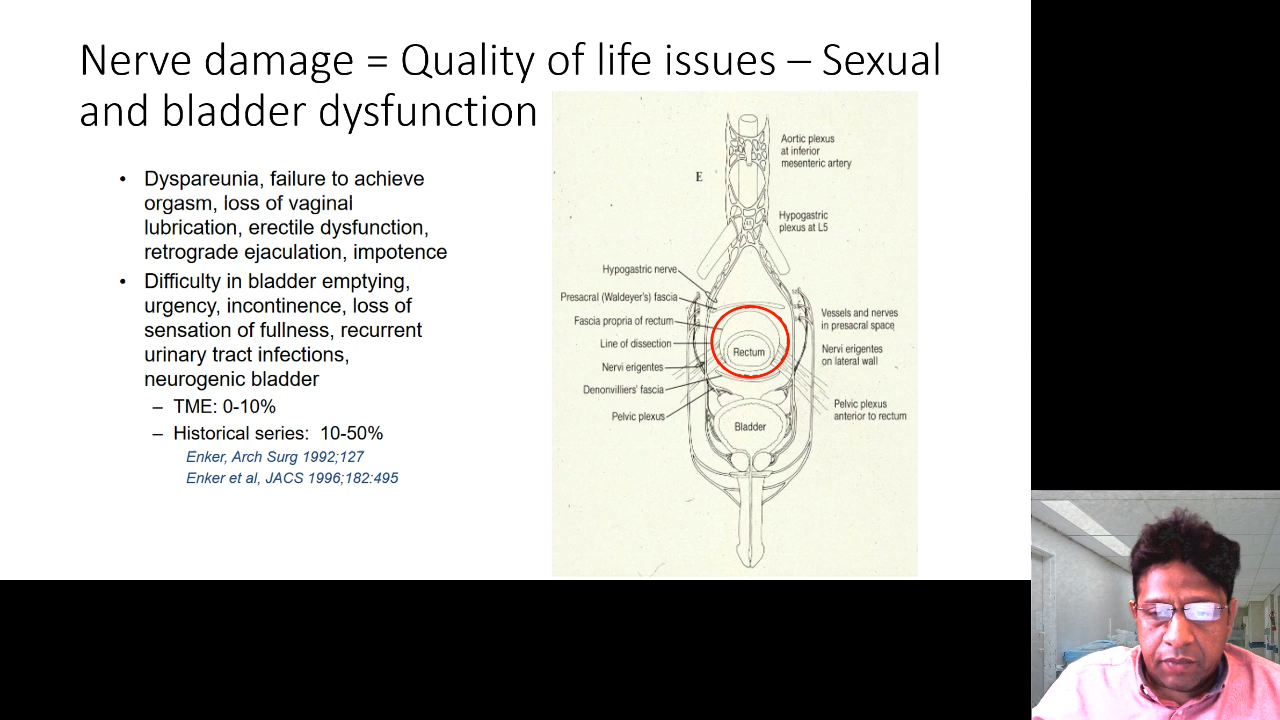 Nerve damage = Quality of life issues – Sexual
and bladder dysfunction
• Dyspareunia, failure to achieve
orgasm, loss of vaginal
lubrication, erectile dysfunction,
retrograde ejaculation, impotence
• Difficulty in bladder emptying,
urgency, incontinence, loss of
sensation of fullness, recurrent
urinary tract infections,
neurogenic bladder
– TME: 0-10%
– Historical series: 10-50%
Enker, Arch Surg 1992;127
Enker et al, JACS 1996;182:495
Aortic plexus
at inferior
mesenteric artery
E
Hypogastric
plexus at L5
Hypogastric nerve
Presacral (Waldeyer's) fascia
Fascia propria of rectum
Line of dissection
Nervi erigentes
Denonvilliers' fascia
Pelvic plexus
Rectum
Bladder
Vessels and nerves
in presacral space
Nervi erigentes
on lateral wall
Pelvic plexus
anterior to rectum